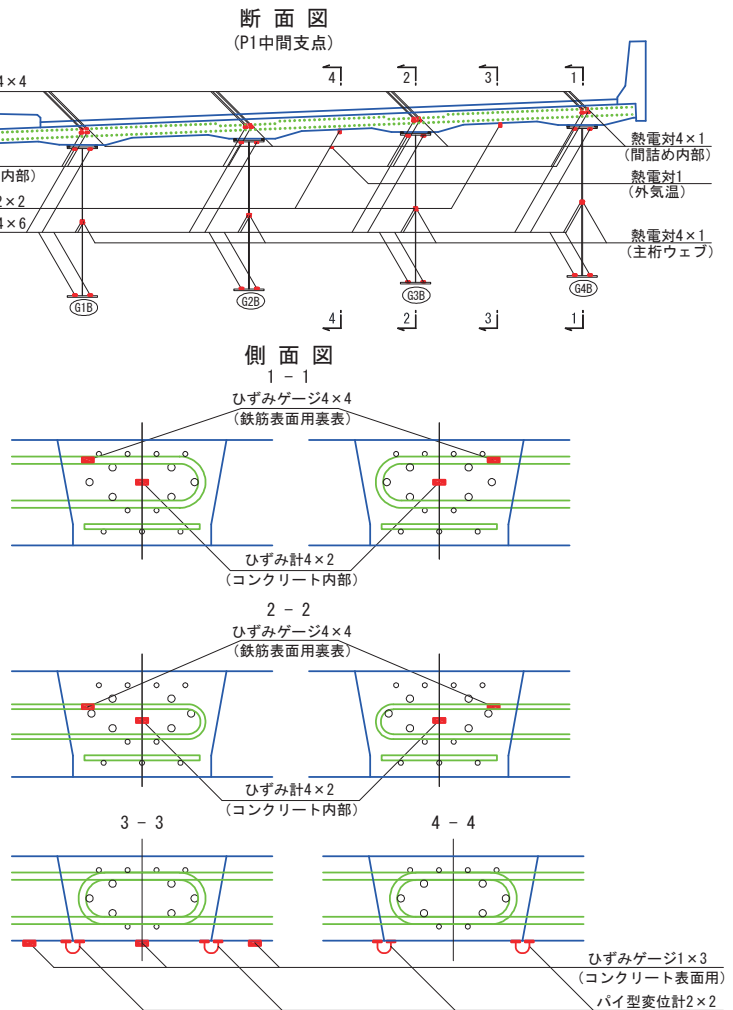 断面図
(P1中間支点)
4 2 3 1
4×4
熱電対4×1
(間詰め内部)
内部)
熱電対1
(外気温)
2×2
4×6
熱電対4×1
(主桁ウェブ)
G1B G2B G3B G4B
4 2 3 1
側面図
1 - 1
ひずみゲージ4×4
(鉄筋表面用裏表)
ひずみ計4×2
(コンクリート内部)
2 - 2
ひずみゲージ4×4
(鉄筋表面用裏表)
ひずみ計4×2
(コンクリート内部)
3 - 3 4 - 4
ひずみゲージ1×3
(コンクリート表面用)
パイ型変位計2×2